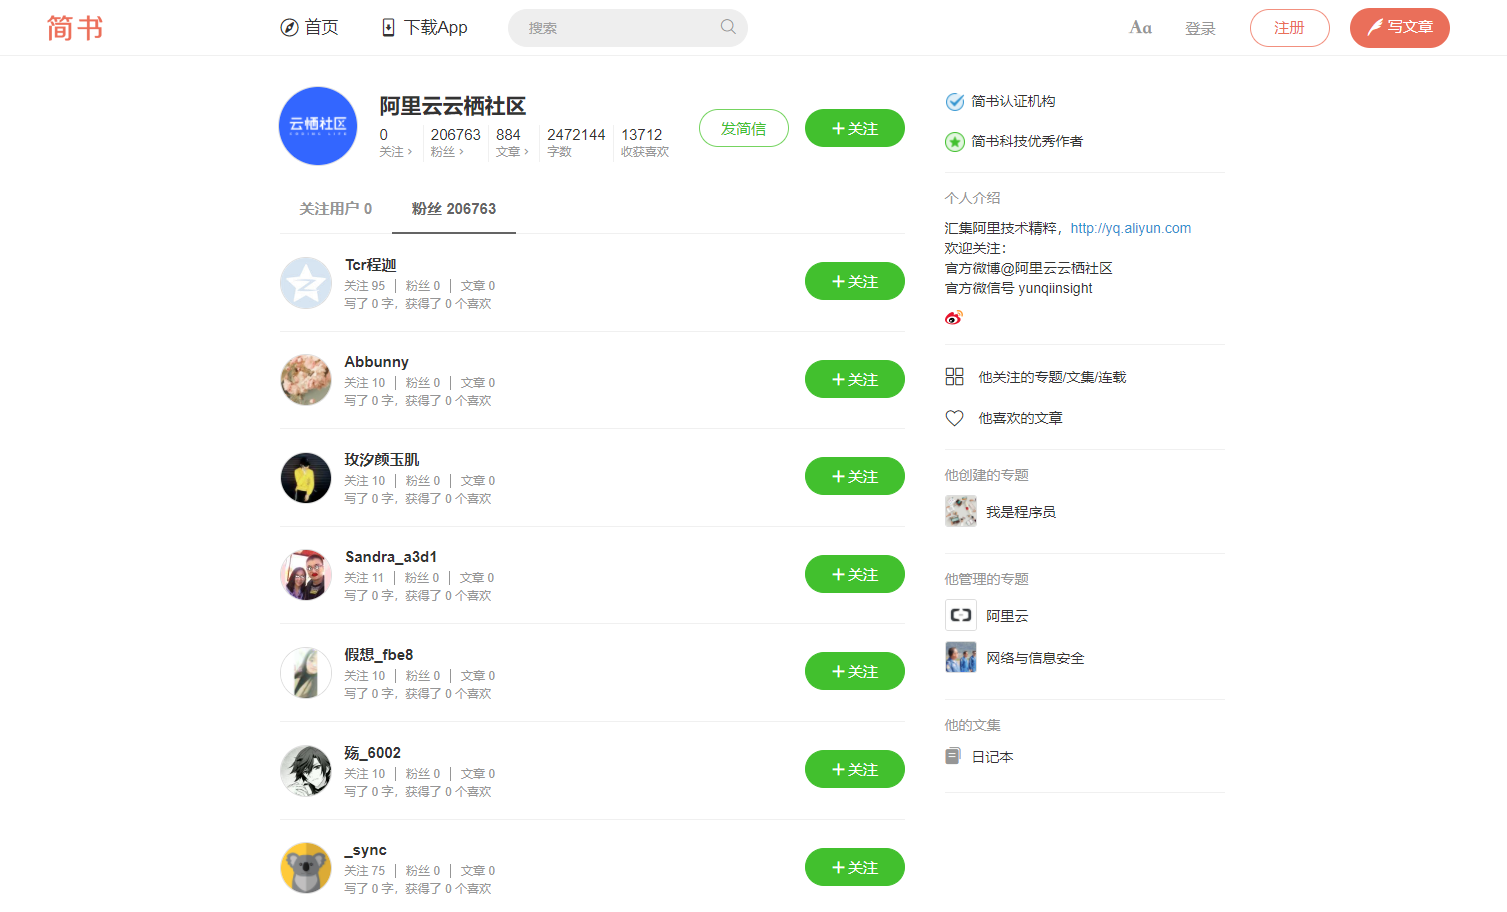 简书
首页
下载App
搜索
Aa
登录
注册
写文章
云栖社区
阿里云云栖社区
0 206763 884 2472144 13712
关注 粉丝 文章 字数 收获喜欢
发简信
关注
关注用户 0
粉丝 206763
Tcr程迦
关注 95 粉丝 0 文章 0
写了 0 字，获得了 0 个喜欢
关注
Abbunny
关注 10 粉丝 0 文章 0
写了 0 字，获得了 0 个喜欢
关注
玫汐颜玉肌
关注 10 粉丝 0 文章 0
写了 0 字，获得了 0 个喜欢
关注
Sandra_a3d1
关注 11 粉丝 0 文章 0
写了 0 字，获得了 0 个喜欢
关注
假想_fbe8
关注 10 粉丝 0 文章 0
写了 0 字，获得了 0 个喜欢
关注
殇_6002
关注 10 粉丝 0 文章 0
写了 0 字，获得了 0 个喜欢
关注
_sync
关注 75 粉丝 0 文章 0
写了 0 字，获得了 0 个喜欢
关注
简书认证机构
简书科技优秀作者
个人介绍
汇集阿里技术精粹，http://yq.aliyun.com
欢迎关注：
官方微博@阿里云云栖社区
官方微信号 yunqiinsight
他关注的专题/文集/连载
他喜欢的文章
他创建的专题
我是程序员
他管理的专题
阿里云
网络与信息安全
他的文集
日记本